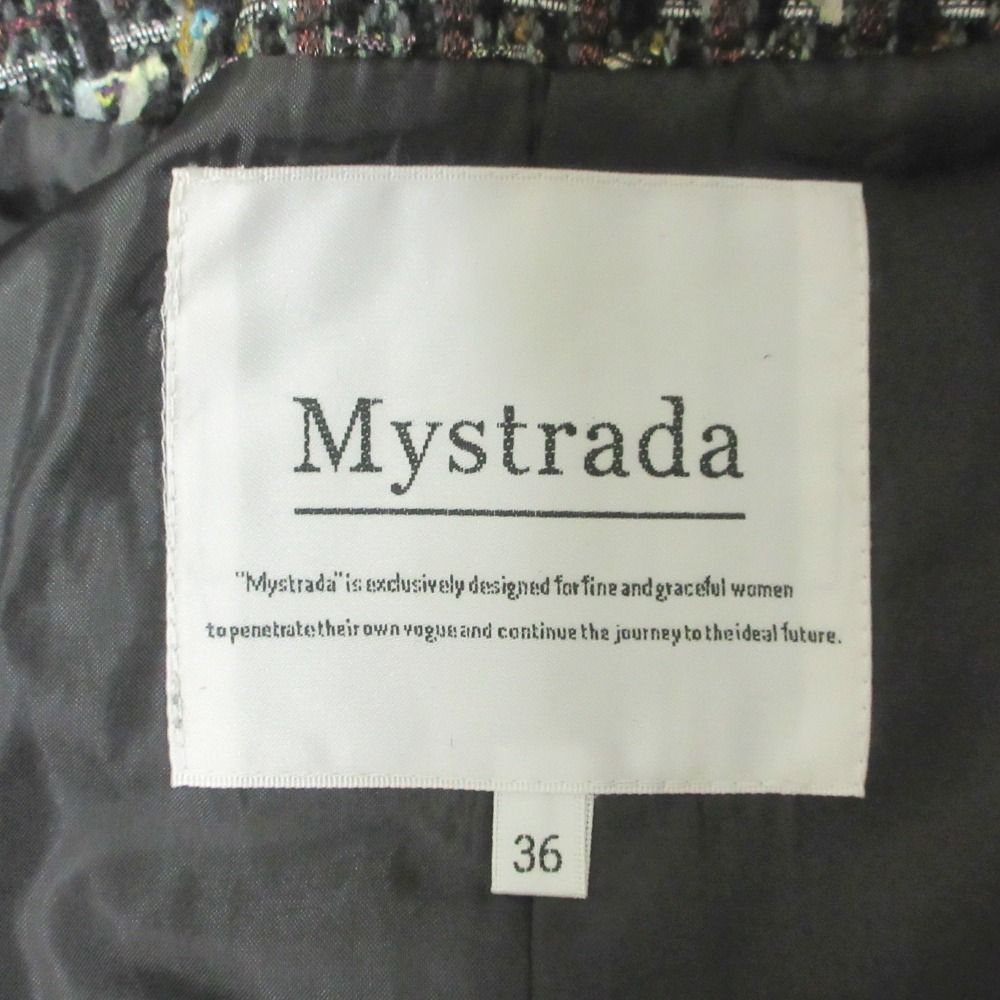 Mystrada
"Mystrada" is exclusively designed for fine and graceful women
to penetrate their own vogue and continue the journey to the ideal future.
36